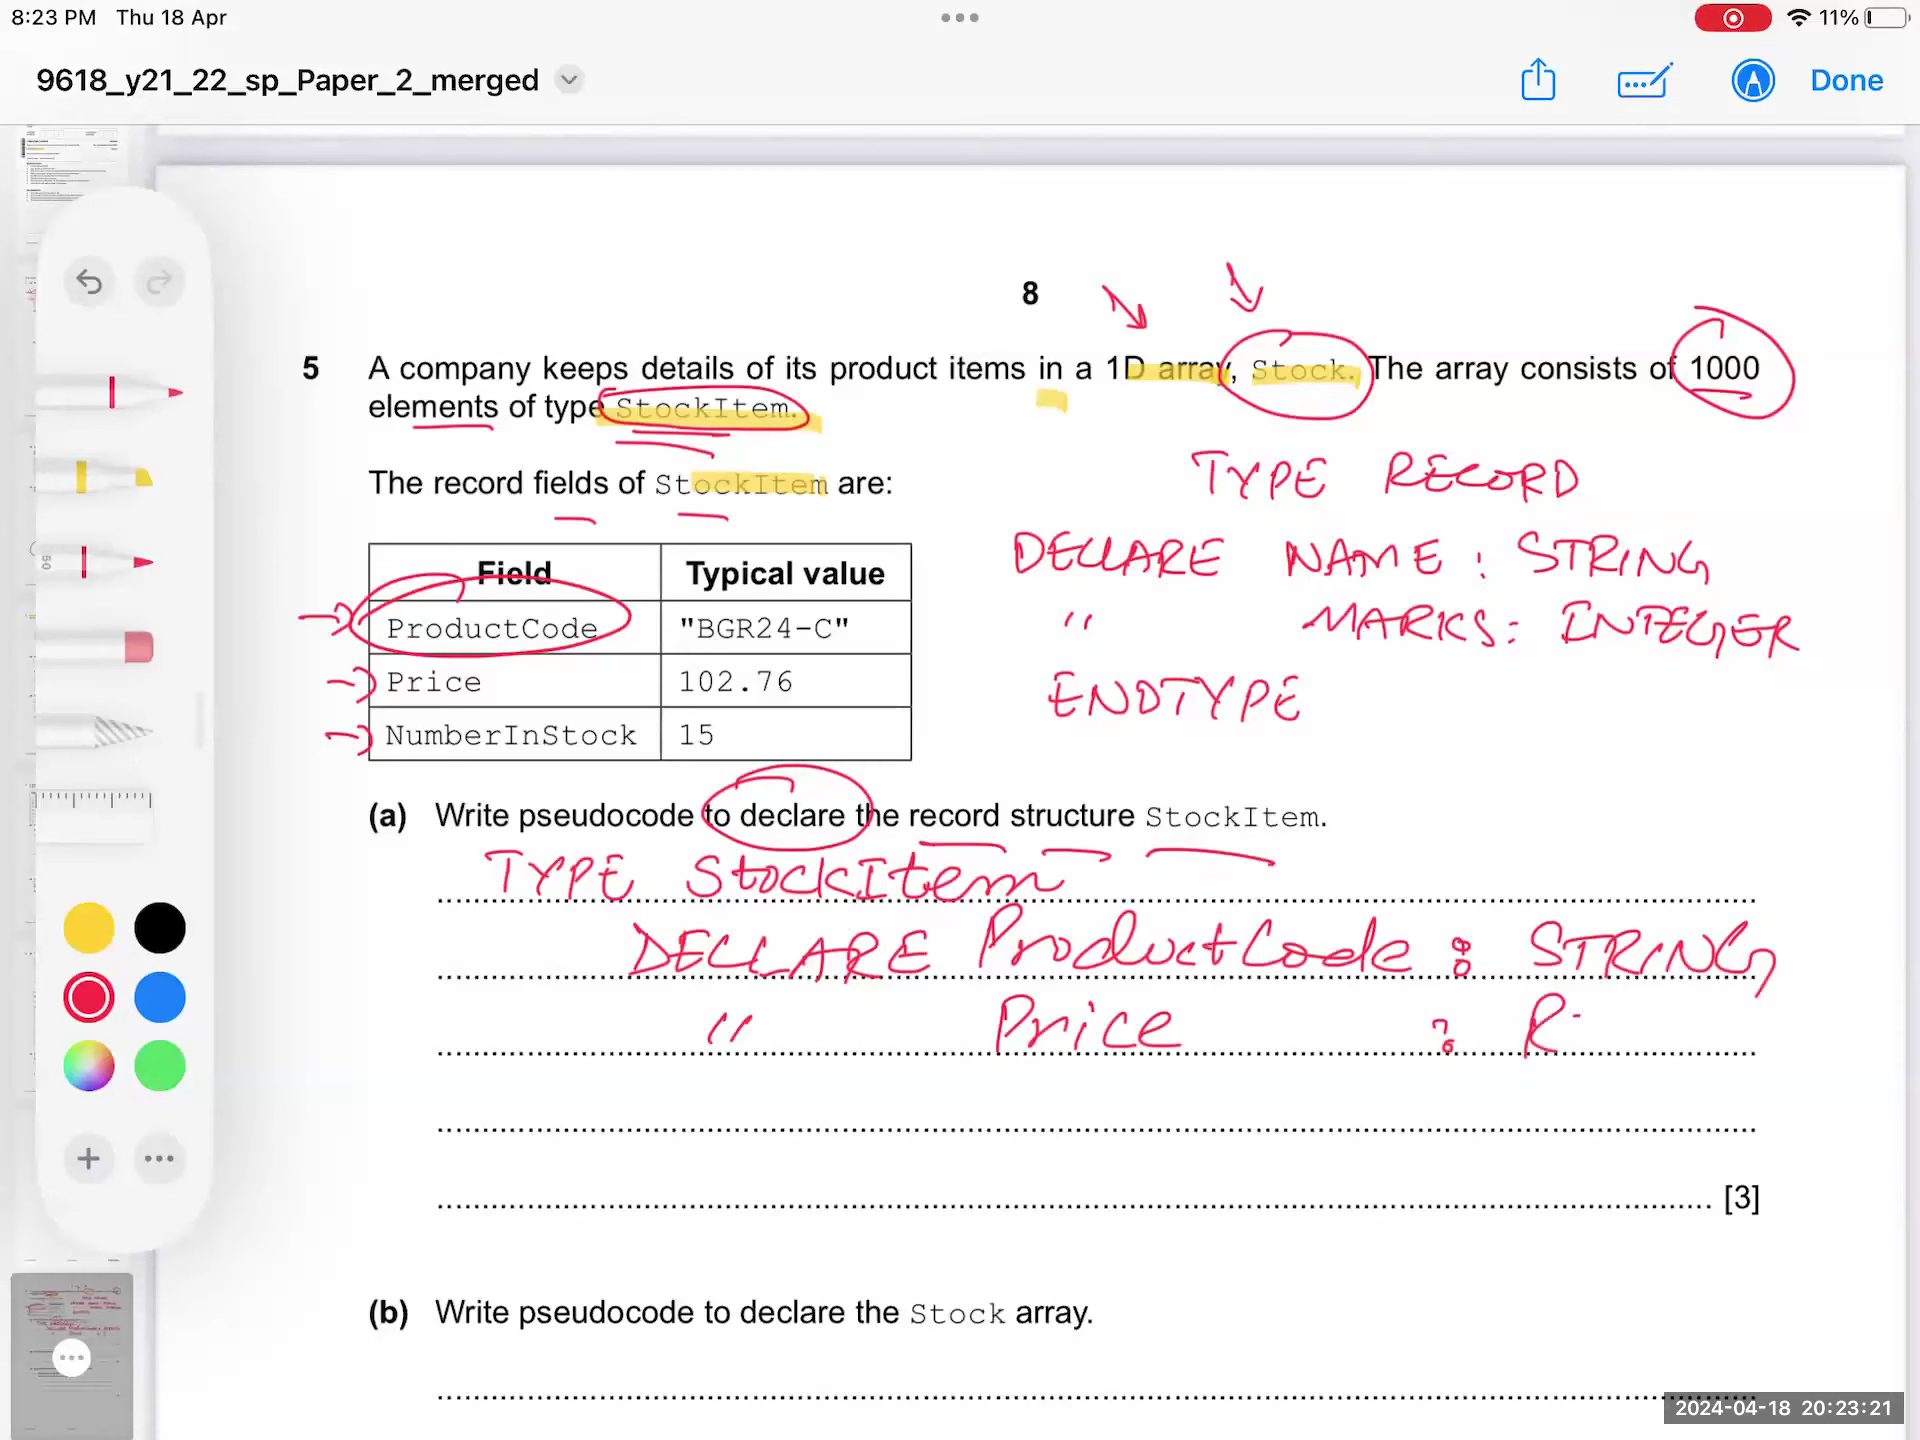 8:23 PM Thu 18 Apr
11%
9618_y21_22_sp_Paper_2_merged
Done
8
5 A company keeps details of its product items in a 1D array, Stock. The array consists of 1000
elements of type StockItem.
The record fields of StockItem are:
TYPE RECORD
DECLARE NAME : STRING
" MARKS : INTEGER
ENDTYPE
Field Typical value
ProductCode "BGR24-C"
Price 102.76
NumberInStock 15
(a) Write pseudocode to declare the record structure StockItem.
TYPE StockItem
DECLARE ProductCode : STRING
" Price : R
[3]
(b) Write pseudocode to declare the Stock array.
50
2024-04-18 20:23:21